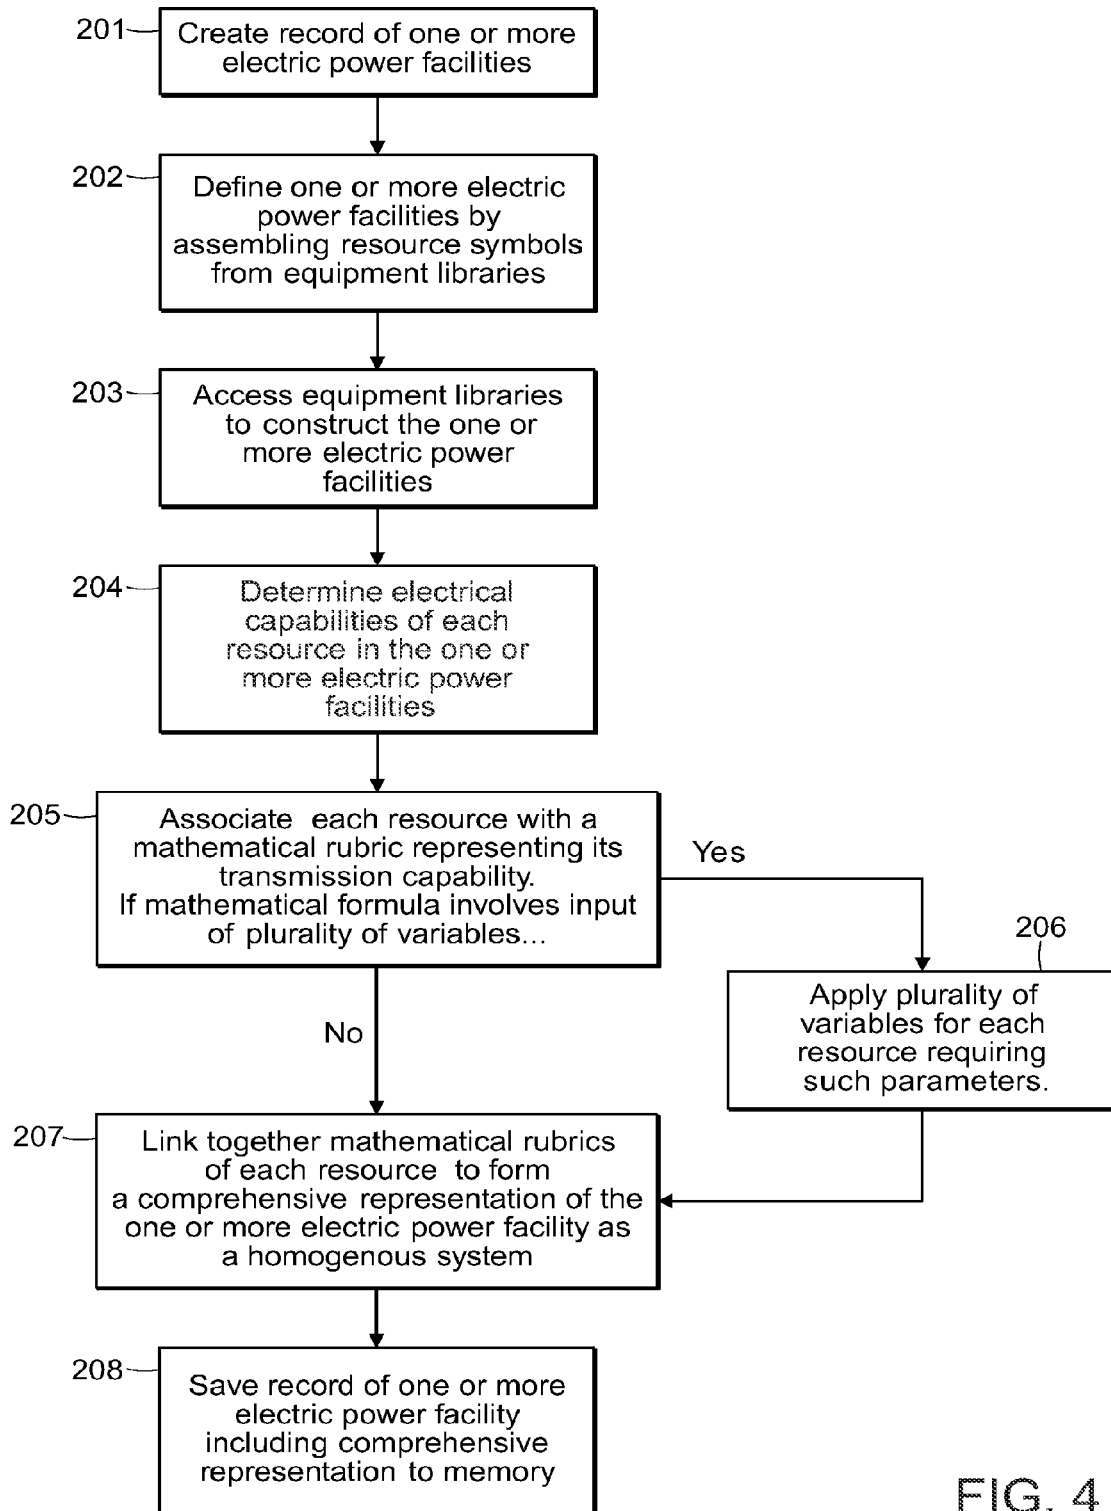 201
Create record of one or more
electric power facilities
202
Define one or more electric
power facilities by
assembling resource symbols
from equipment libraries
203
Access equipment libraries
to construct the one or
more electric power
facilities
204
Determine electrical
capabilities of each
resource in the one or
more electric power
facilities
205
Associate each resource with a
mathematical rubric representing its
transmission capability.
If mathematical formula involves input
of plurality of variables...
Yes
206
Apply plurality of
variables for each
resource requiring
such parameters.
No
207
Link together mathematical rubrics
of each resource to form
a comprehensive representation of the
one or more electric power facility as
a homogenous system
208
Save record of one or more
electric power facility
including comprehensive
representation to memory
FIG. 4